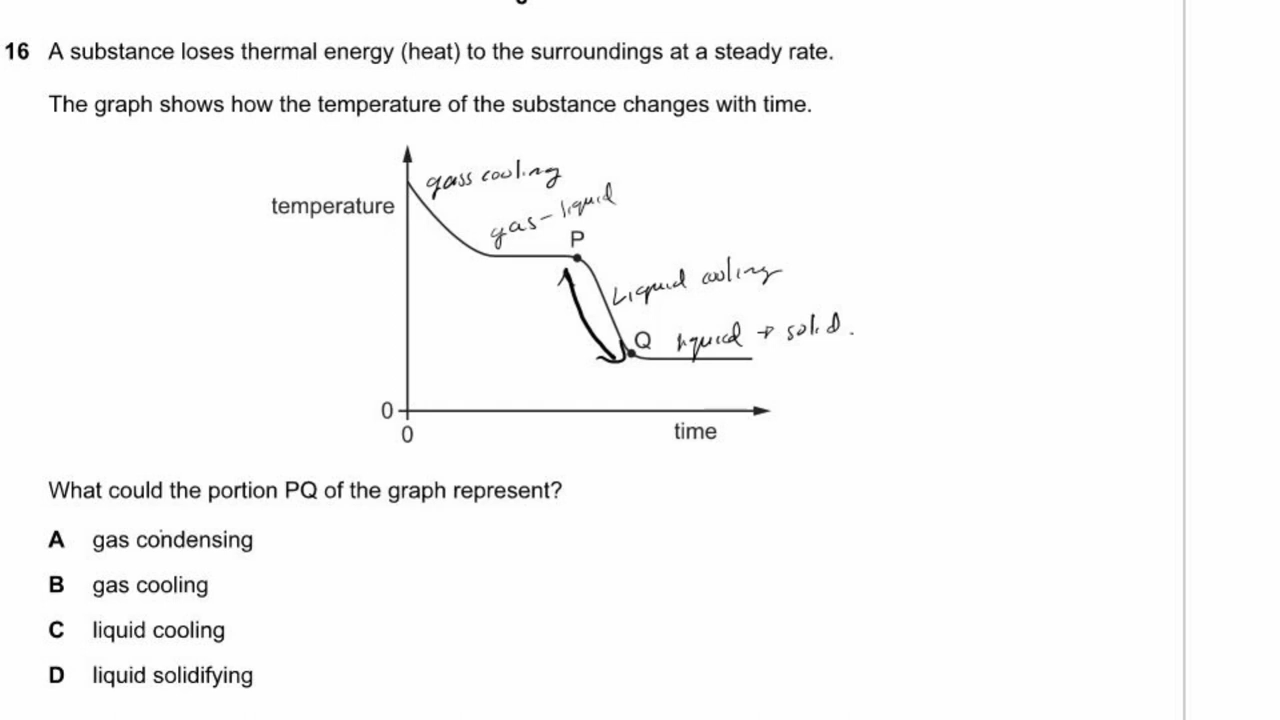 16 A substance loses thermal energy (heat) to the surroundings at a steady rate.
The graph shows how the temperature of the substance changes with time.
gass cooling
temperature
gas-liquid
P
Liquid cooling
Q liquid → solid.
0
0
time
What could the portion PQ of the graph represent?
A gas condensing
B gas cooling
C liquid cooling
D liquid solidifying